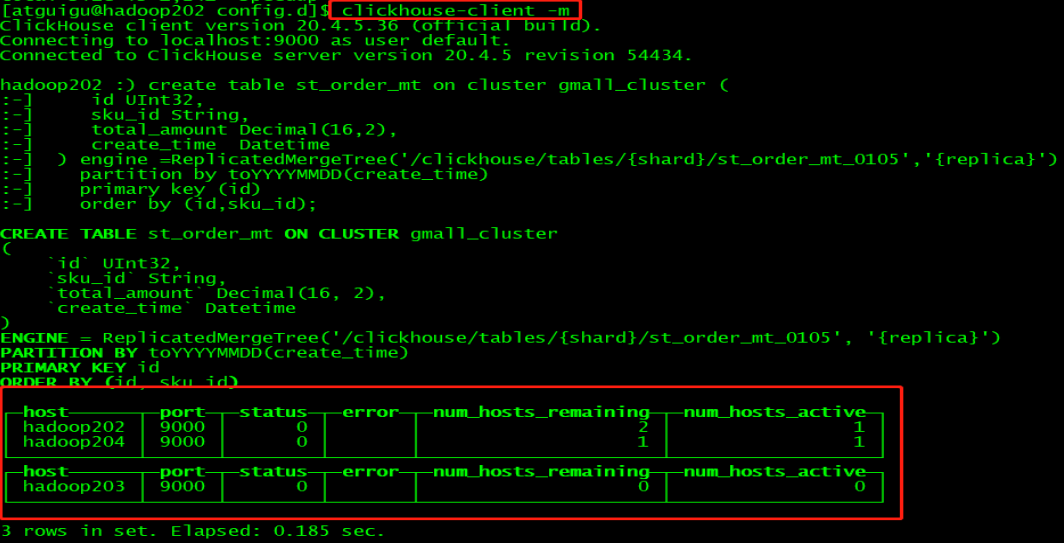 [atguigu@hadoop202 config.d]$ clickhouse-client -m
ClickHouse client version 20.4.5.36 (official build).
Connecting to localhost:9000 as user default.
Connected to ClickHouse server version 20.4.5 revision 54434.
hadoop202 :) create table st_order_mt on cluster gmall_cluster (
:-]     id UInt32,
:-]     sku_id String,
:-]     total_amount Decimal(16,2),
:-]     create_time  Datetime
:-]  ) engine =ReplicatedMergeTree('/clickhouse/tables/{shard}/st_order_mt_0105','{replica}')
:-]    partition by toYYYYMMDD(create_time)
:-]    primary key (id)
:-]    order by (id,sku_id);
CREATE TABLE st_order_mt ON CLUSTER gmall_cluster
(
    `id` UInt32,
    `sku_id` String,
    `total_amount` Decimal(16, 2),
    `create_time` Datetime
)
ENGINE = ReplicatedMergeTree('/clickhouse/tables/{shard}/st_order_mt_0105', '{replica}')
PARTITION BY toYYYYMMDD(create_time)
PRIMARY KEY id
ORDER BY (id, sku_id)
host port status error num_hosts_remaining num_hosts_active
hadoop202 9000 0 2 1
hadoop204 9000 0 1 1
host port status error num_hosts_remaining num_hosts_active
hadoop203 9000 0 0 0
3 rows in set. Elapsed: 0.185 sec.